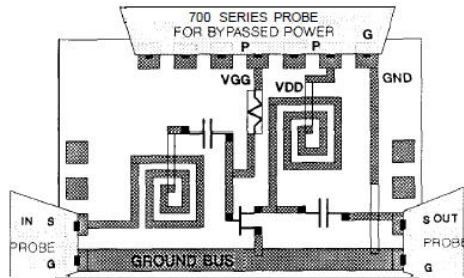 700 SERIES PROBE
FOR BYPASSED POWER
P P G
VGG VDD GND
IN S
PROBE
G
S OUT
PROBE
G
GROUND BUS